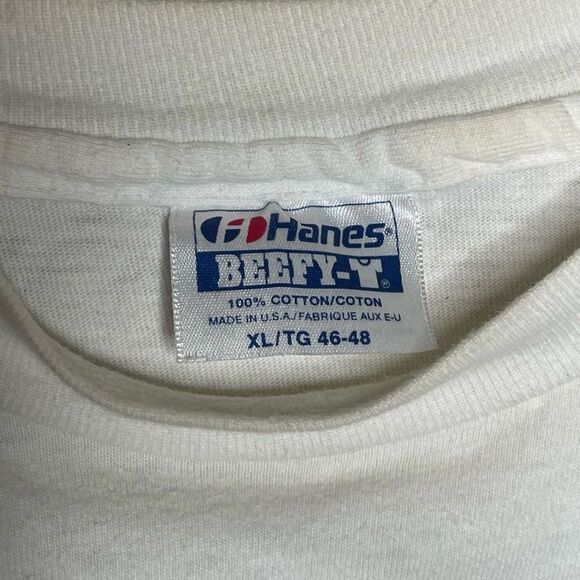 Hanes®
BEEFY-T®
100% COTTON/COTON
MADE IN U.S.A./FABRIQUE AUX E-U
XL/TG 46-48